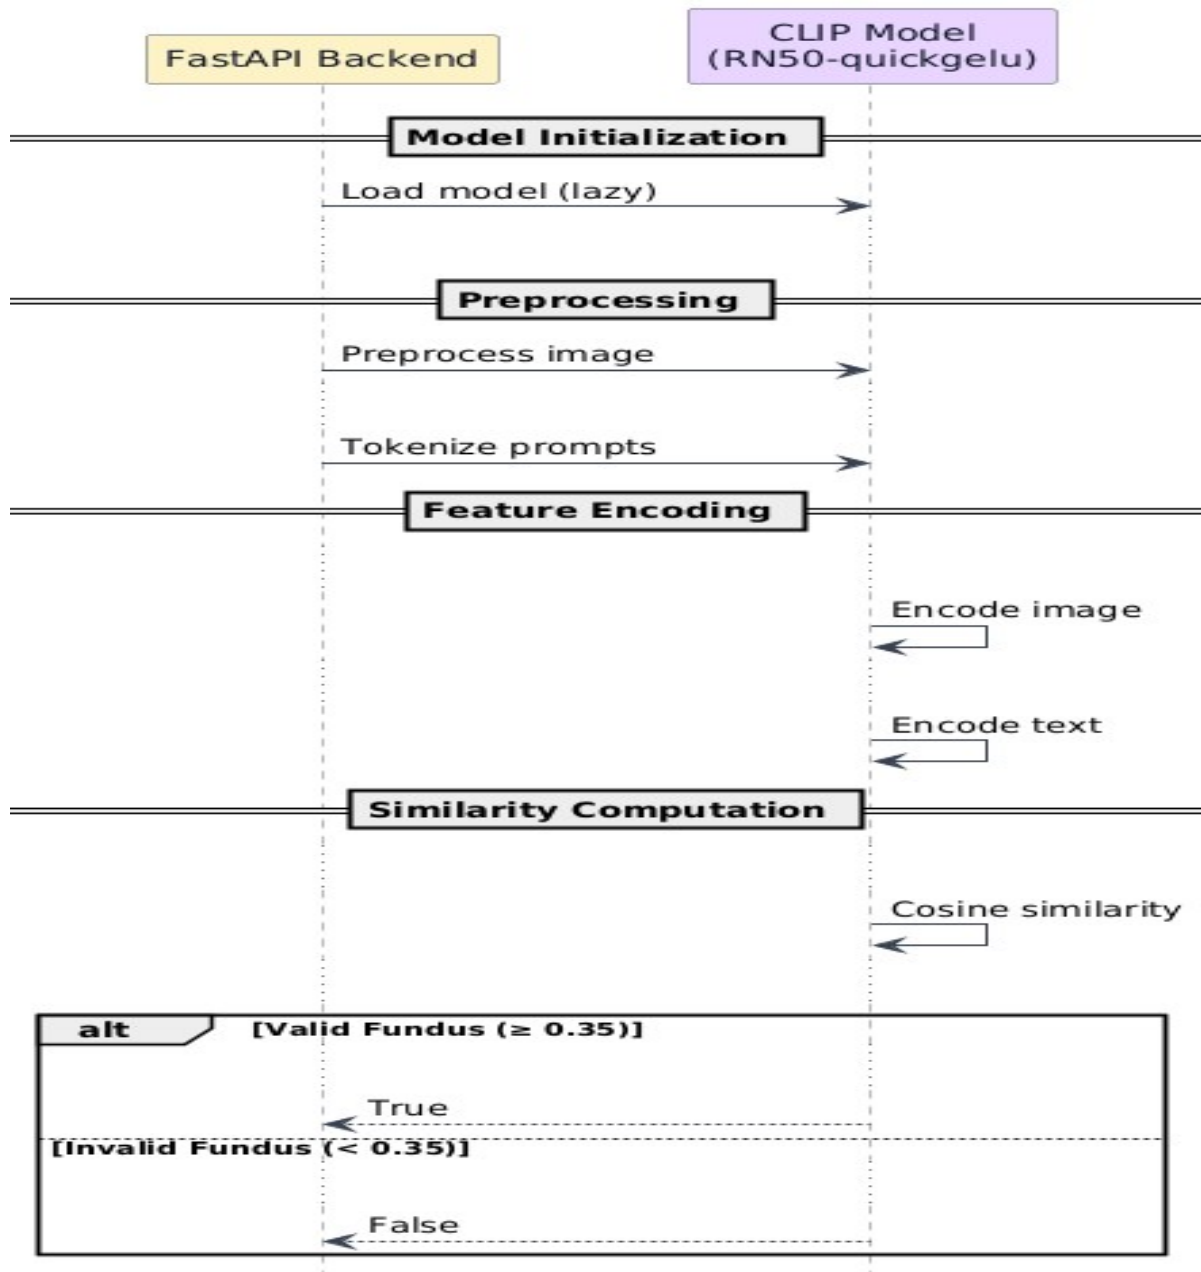 FastAPI Backend
CLIP Model
(RN50-quickgelu)
Model Initialization
Load model (lazy)
Preprocessing
Preprocess image
Tokenize prompts
Feature Encoding
Encode image
Encode text
Similarity Computation
Cosine similarity
alt [Valid Fundus (≥ 0.35)]
True
[Invalid Fundus (< 0.35)]
False